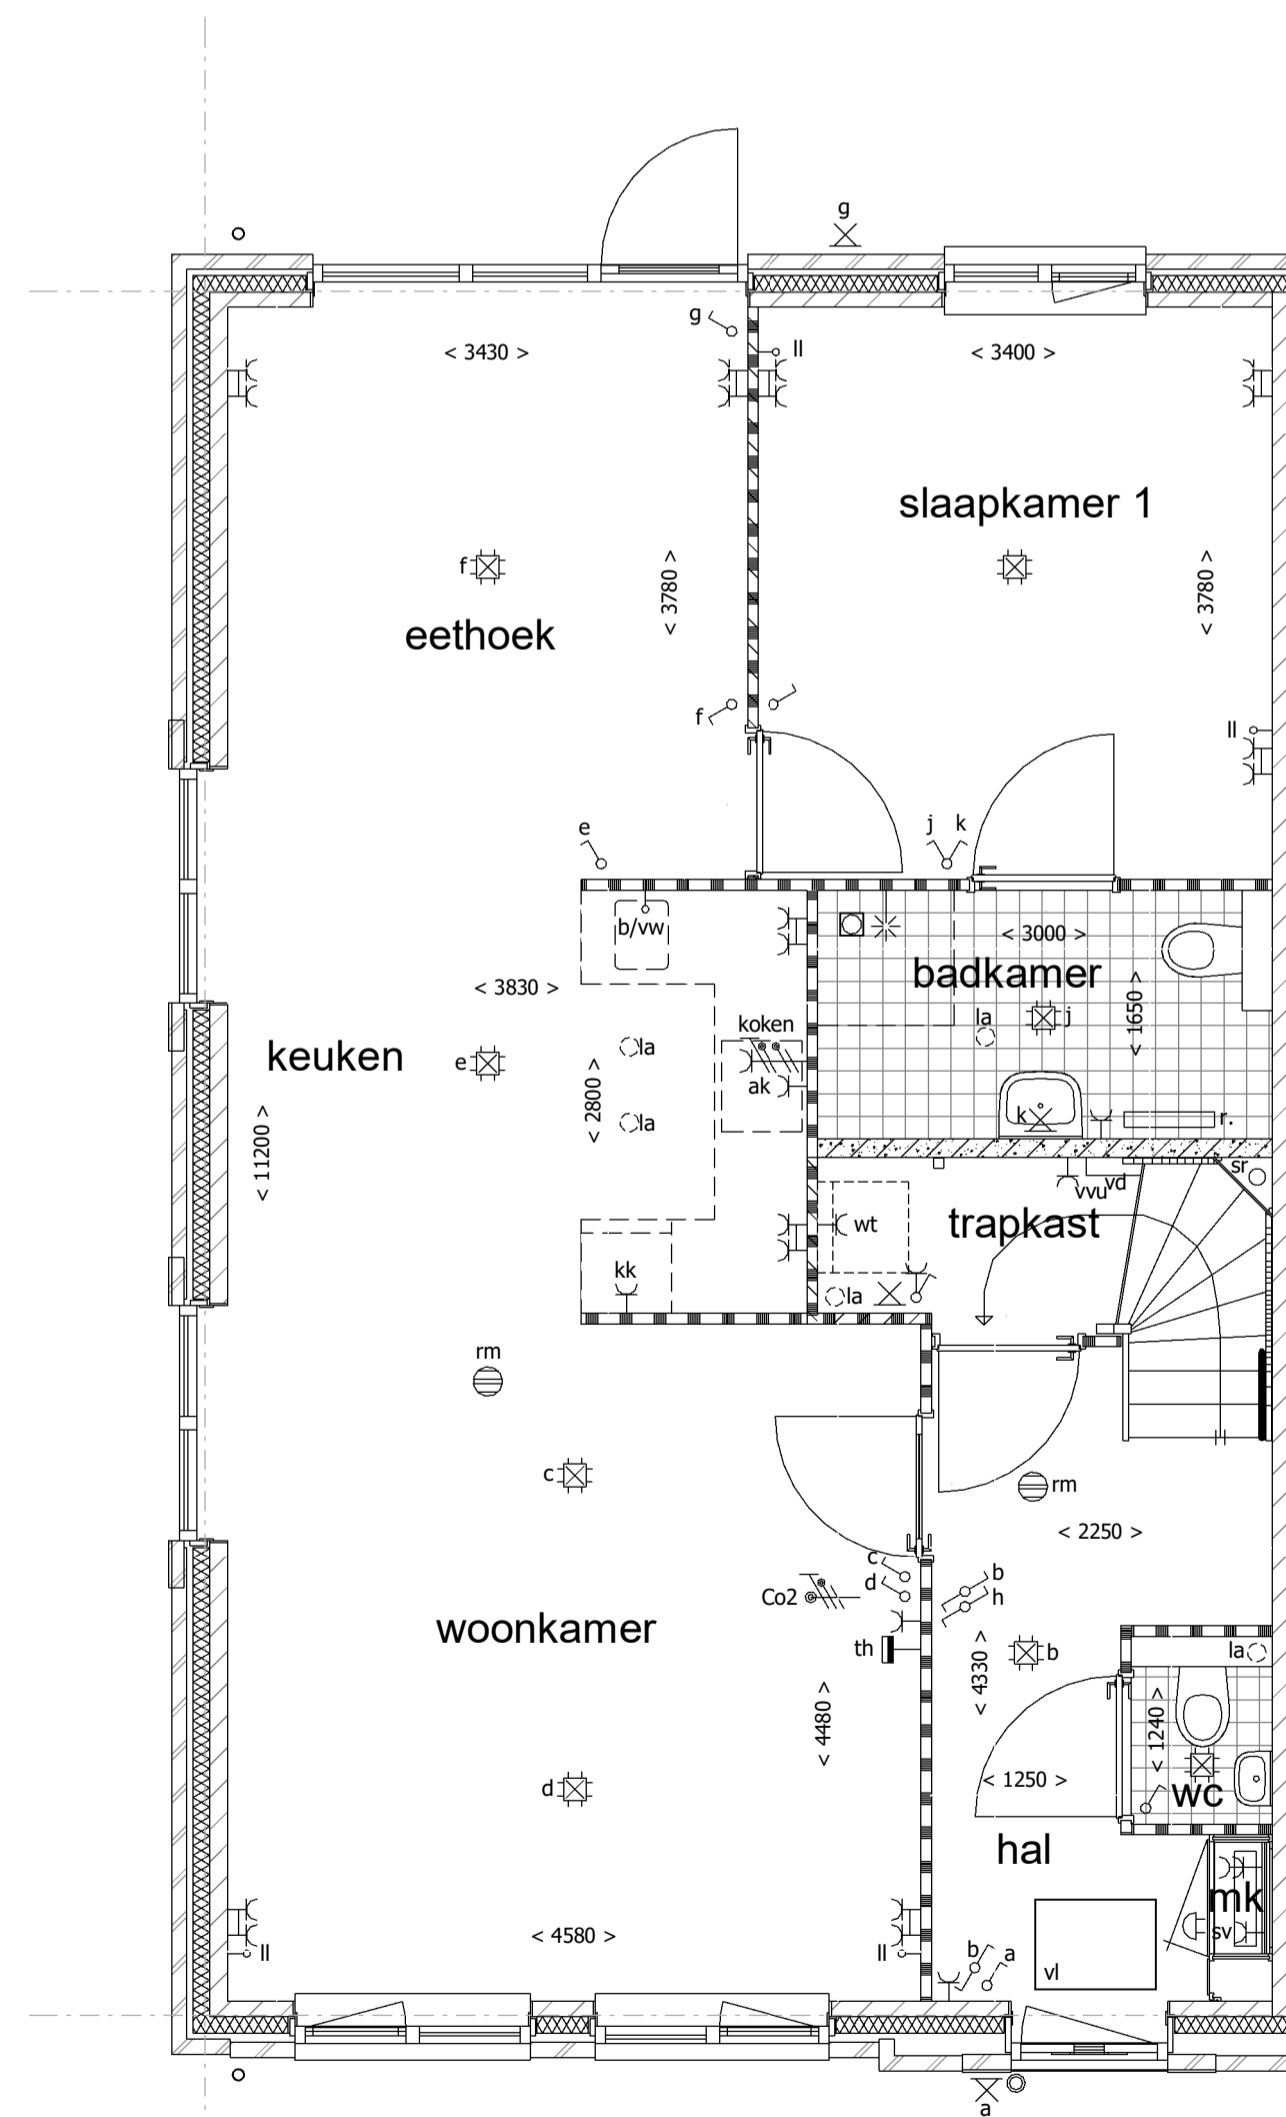 g
g
ll
< 3430 >
< 3400 >
slaapkamer 1
f
< 3780 >
< 3780 >
eethoek
f
ll
e
j k
b/vw
< 3000 >
badkamer
< 3830 >
la
j
< 1650 >
koken
keuken
e
la
ak
< 2800 >
la
k
r.
< 11200 >
sr
vvu
vd
wt
trapkast
kk
la
rm
c
rm
< 2250 >
c
d
b
h
Co2
woonkamer
th
< 4330 >
b
la
< 4480 >
< 1240 >
d
< 1250 >
wc
hal
mk
sv
< 4580 >
ll
ll
b
a
vl
a